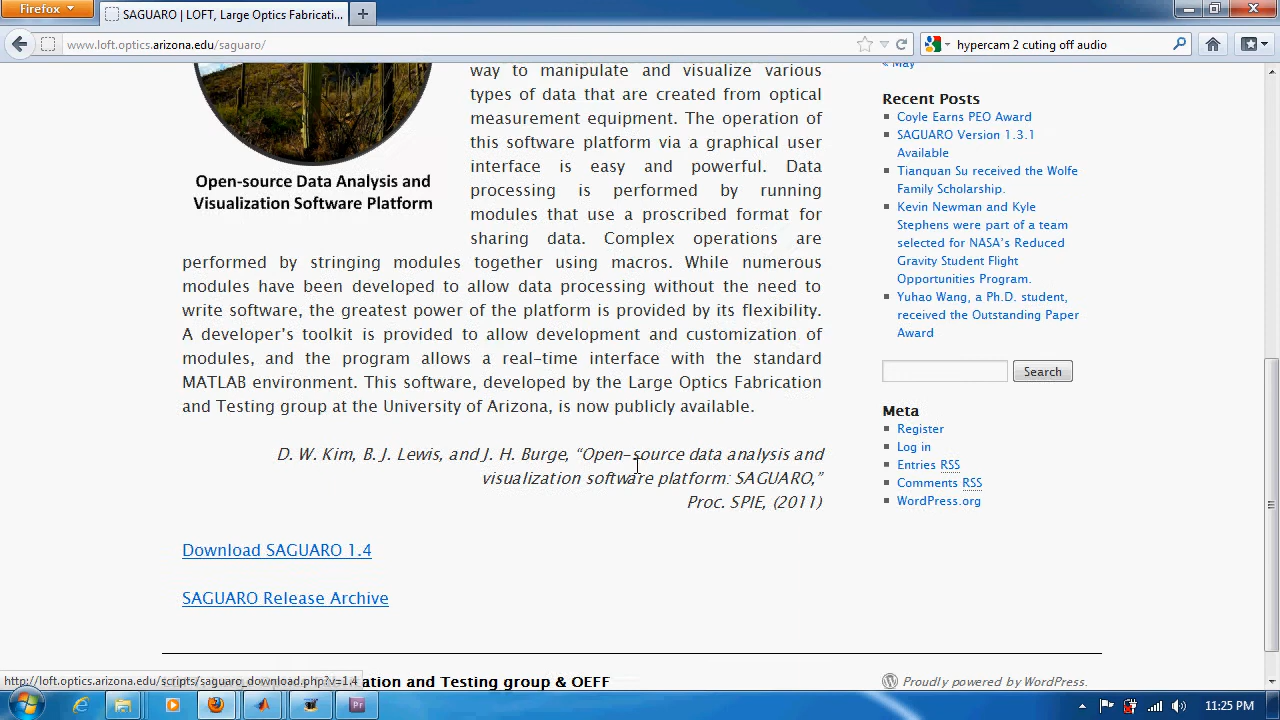 Firefox
SAGUARO | LOFT, Large Optics Fabricati...
www.loft.optics.arizona.edu/saguaro/
hypercam 2 cuting off audio
Open-source Data Analysis and
Visualization Software Platform
way to manipulate and visualize various
types of data that are created from optical
measurement equipment. The operation of
this software platform via a graphical user
interface is easy and powerful. Data
processing is performed by running
modules that use a proscribed format for
sharing data. Complex operations are
performed by stringing modules together using macros. While numerous
modules have been developed to allow data processing without the need to
write software, the greatest power of the platform is provided by its flexibility.
A developer's toolkit is provided to allow development and customization of
modules, and the program allows a real-time interface with the standard
MATLAB environment. This software, developed by the Large Optics Fabrication
and Testing group at the University of Arizona, is now publicly available.
D. W. Kim, B. J. Lewis, and J. H. Burge, “Open-source data analysis and
visualization software platform: SAGUARO,”
Proc. SPIE, (2011)
Download SAGUARO 1.4
SAGUARO Release Archive
« May
Recent Posts
Coyle Earns PEO Award
SAGUARO Version 1.3.1
Available
Tianquan Su received the Wolfe
Family Scholarship.
Kevin Newman and Kyle
Stephens were part of a team
selected for NASA's Reduced
Gravity Student Flight
Opportunities Program.
Yuhao Wang, a Ph.D. student,
received the Outstanding Paper
Award
Search
Meta
Register
Log in
Entries RSS
Comments RSS
WordPress.org
http://loft.optics.arizona.edu/scripts/saguaro_download.php?v=1.4
ation and Testing group & OEFF
Proudly powered by WordPress.
Pr
11:25 PM